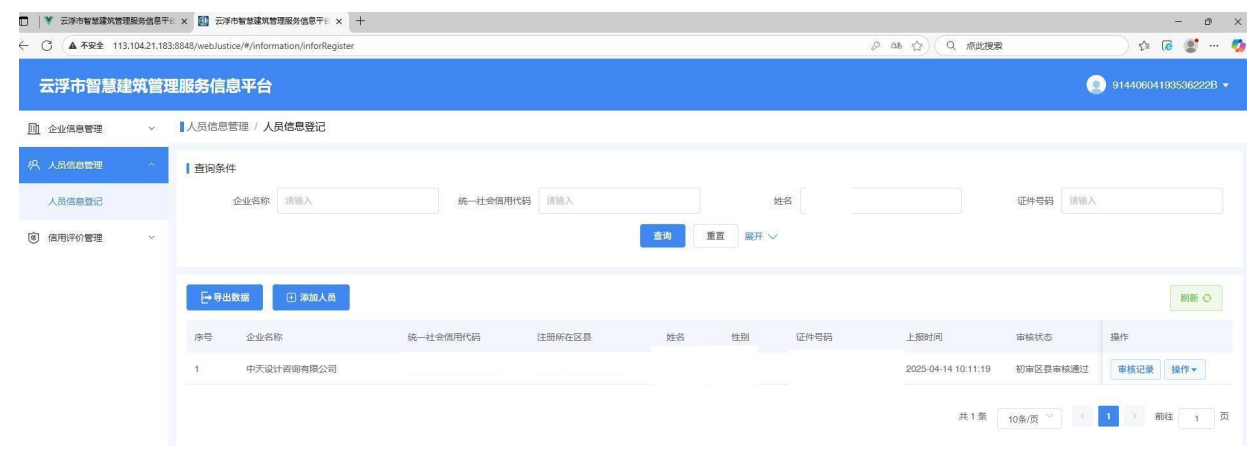 云浮市智慧建筑管理服务信息平台 × 云浮市智慧建筑管理服务信息平台 × +
不安全 113.104.21.183:8848/webJustice/#/information/inforRegister 点此搜索
云浮市智慧建筑管理服务信息平台 91440604193536222B
企业信息管理 人员信息管理 / 人员信息登记
人员信息管理 查询条件
人员信息登记 企业名称 请输入 统一社会信用代码 请输入 姓名 证件号码 请输入
信用评价管理 查询 重置 展开
导出数据 添加人员 刷新
序号 企业名称 统一社会信用代码 注册所在区县 姓名 性别 证件号码 上报时间 审核状态 操作
1 中天设计咨询有限公司 2025-04-14 10:11:19 初审区县审核通过 审核记录 操作
共 1 条 10条/页 1 前往 1 页